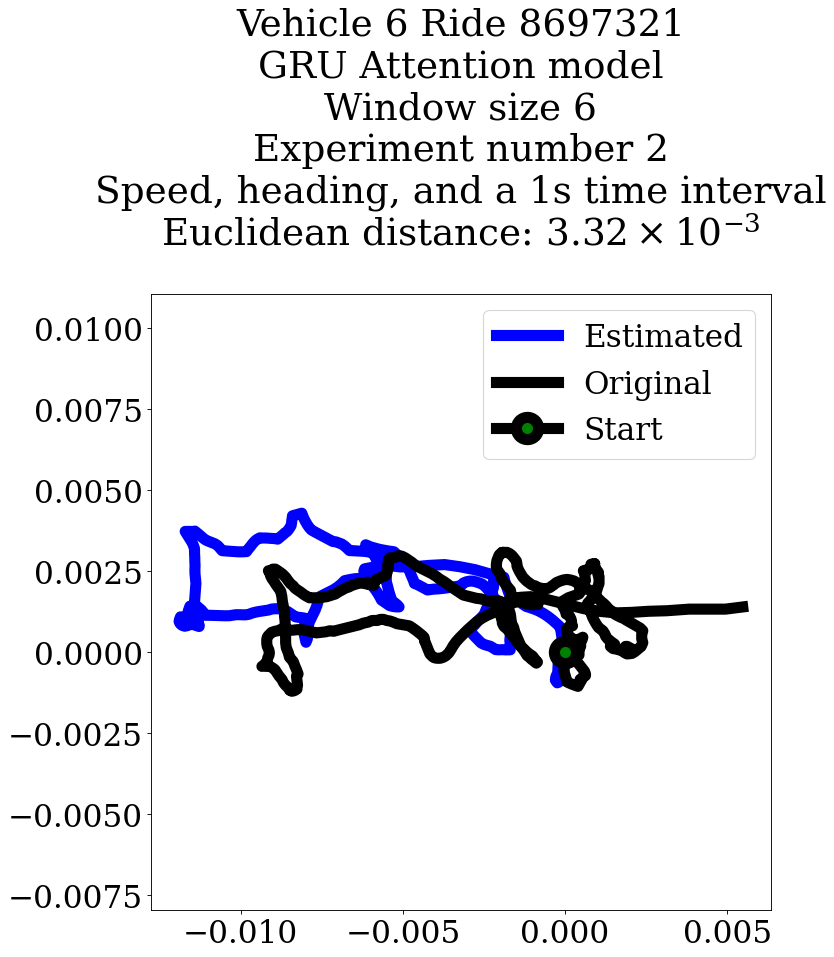 Vehicle 6 Ride 8697321
GRU Attention model
Window size 6
Experiment number 2
Speed, heading, and a 1s time interval
Euclidean distance: 3.32 × 10⁻³
Estimated
Original
Start
0.0100
0.0075
0.0050
0.0025
0.0000
−0.0025
−0.0050
−0.0075
−0.010
−0.005
0.000
0.005